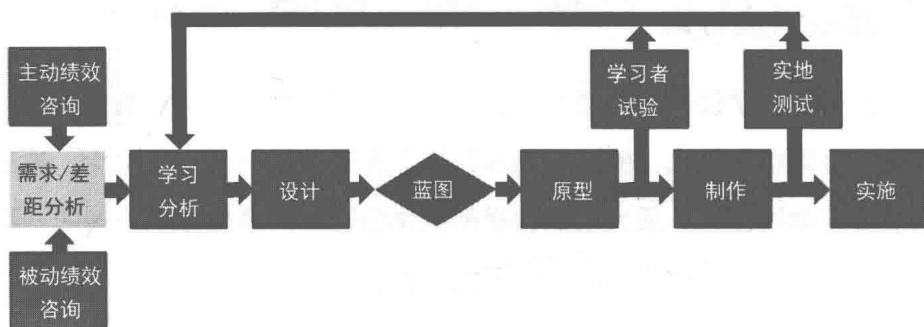 主动绩效
咨询
学习者
试验
实地
测试
需求/差
距分析
学习
分析
设计
蓝图
原型
制作
实施
被动绩效
咨询